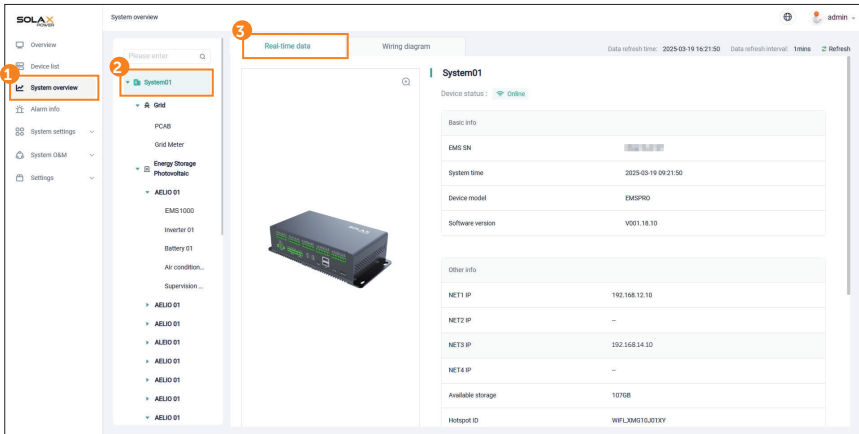 SOLAX
POWER
System overview
admin
Overview
Device list
System overview
Alarm info
System settings
System O&M
Settings
1
2
3
Please enter
System01
Grid
PCAB
Grid Meter
Energy Storage
Photovoltaic
AELIO 01
EMS1000
Inverter 01
Battery 01
Air condition...
Supervision ...
AELIO 01
AELIO 01
ALEIO 01
AELIO 01
AELIO 01
AELIO 01
AELIO 01
Real-time data
Wiring diagram
Data refresh time: 2025-03-19 16:21:50 Data refresh interval: 1mins Refresh
System01
Device status : Online
Basic info
EMS SN
System time 2025-03-19 09:21:50
Device model EMSPRO
Software version V001.18.10
Other info
NET1 IP 192.168.12.10
NET2 IP --
NET3 IP 192.168.14.10
NET4 IP --
Available storage 107GB
Hotspot ID WIFI_XMG10J01XY
SOLAX